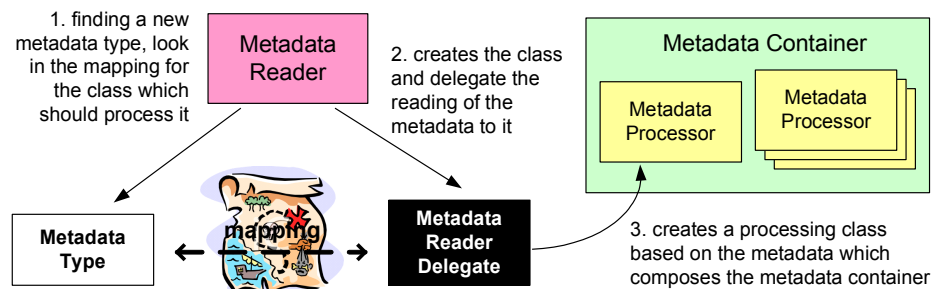 1. finding a new
metadata type, look
in the mapping for
the class which
should process it
Metadata
Reader
2. creates the class
and delegate the
reading of the
metadata to it
Metadata Container
Metadata
Processor
Metadata
Processor
Metadata
Type
mapping
Metadata
Reader
Delegate
3. creates a processing class
based on the metadata which
composes the metadata container